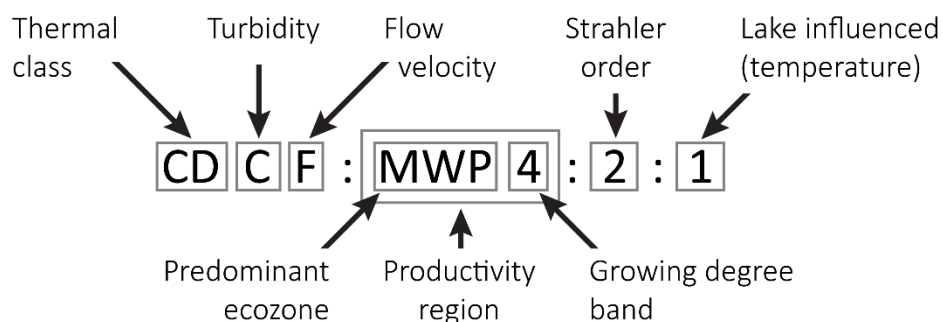 Thermal class
Turbidity
Flow velocity
Strahler order
Lake influenced (temperature)
CD C F : MWP 4 : 2 : 1
Predominant ecozone
Productivity region
Growing degree band